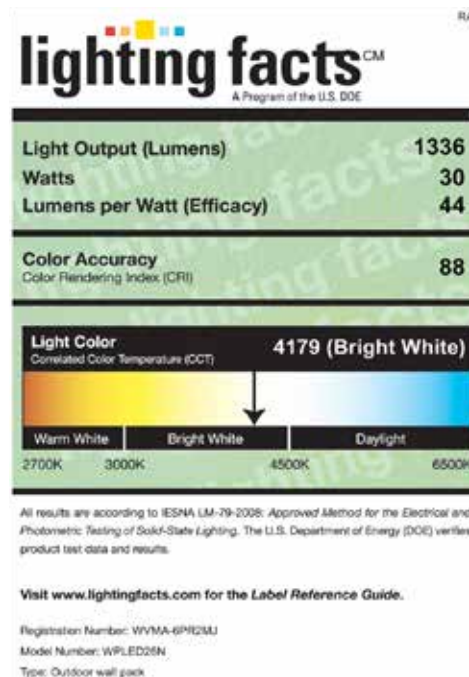 RA
lighting facts CM
A Program of the U.S. DOE
Light Output (Lumens) 1336
Watts 30
Lumens per Watt (Efficacy) 44
Color Accuracy 88
Color Rendering Index (CRI)
Light Color 4179 (Bright White)
Correlated Color Temperature (CCT)
Warm White Bright White Daylight
2700K 3000K 4500K 6500K
All results are according to IESNA LM-79-2008: Approved Method for the Electrical and
Photometric Testing of Solid-State Lighting. The U.S. Department of Energy (DOE) verifies
product test data and results.
Visit www.lightingfacts.com for the Label Reference Guide.
Registration Number: WVMA-6PR2MJ
Model Number: WPLED26N
Type: Outdoor wall pack